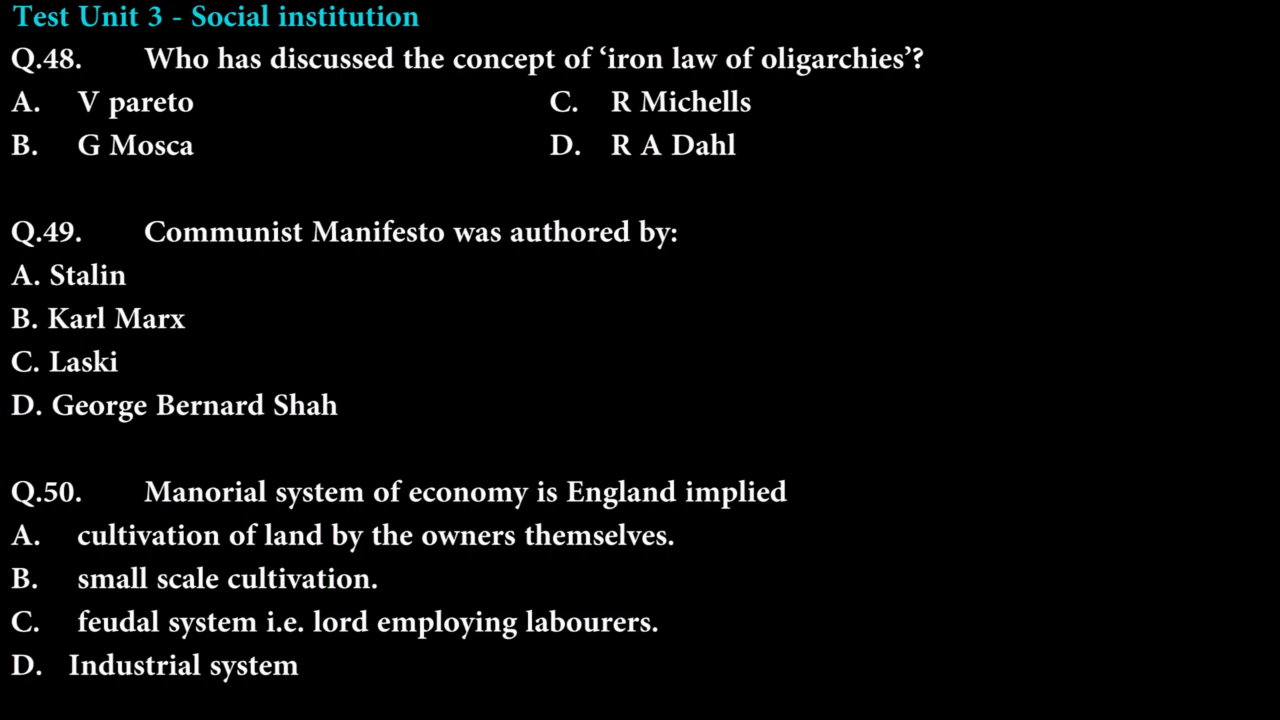 Test Unit 3 - Social institution
Q.48. Who has discussed the concept of ‘iron law of oligarchies’?
A. V pareto C. R Michells
B. G Mosca D. R A Dahl
Q.49. Communist Manifesto was authored by:
A. Stalin
B. Karl Marx
C. Laski
D. George Bernard Shah
Q.50. Manorial system of economy is England implied
A. cultivation of land by the owners themselves.
B. small scale cultivation.
C. feudal system i.e. lord employing labourers.
D. Industrial system